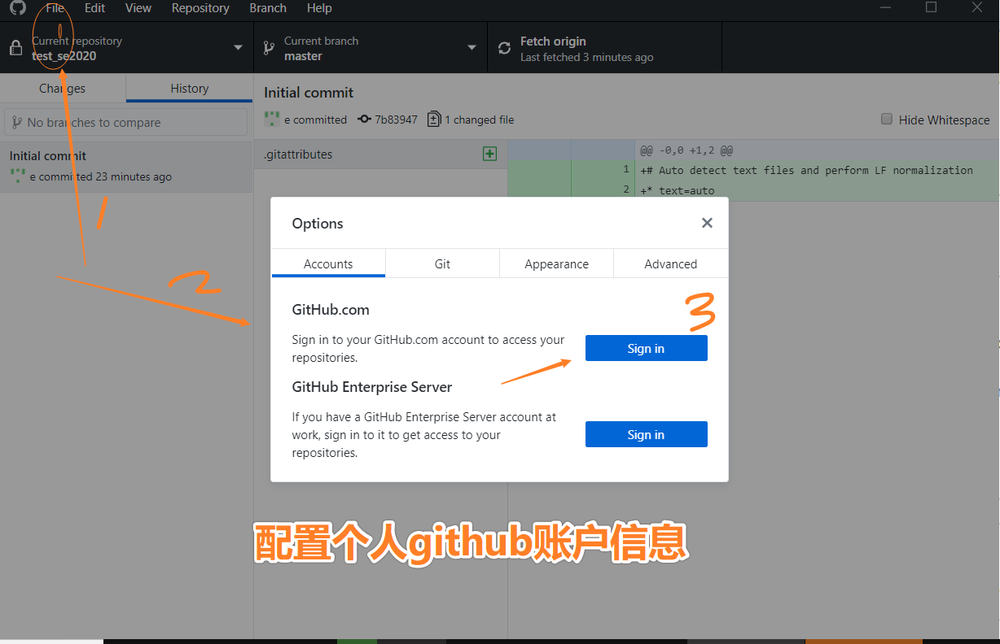 File Edit View Repository Branch Help
Current repository
test_se2020
Current branch
master
Fetch origin
Last fetched 3 minutes ago
Changes
History
No branches to compare
Initial commit
e committed 23 minutes ago
Initial commit
e committed 7b83947 1 changed file
Hide Whitespace
.gitattributes
@@ -0,0 +1,2 @@
1 +# Auto detect text files and perform LF normalization
2 +* text=auto
1
1
2
Options
Accounts Git Appearance Advanced
3
GitHub.com
Sign in to your GitHub.com account to access your
repositories.
Sign in
GitHub Enterprise Server
If you have a GitHub Enterprise Server account at
work, sign in to it to get access to your
repositories.
Sign in
配置个人github账户信息